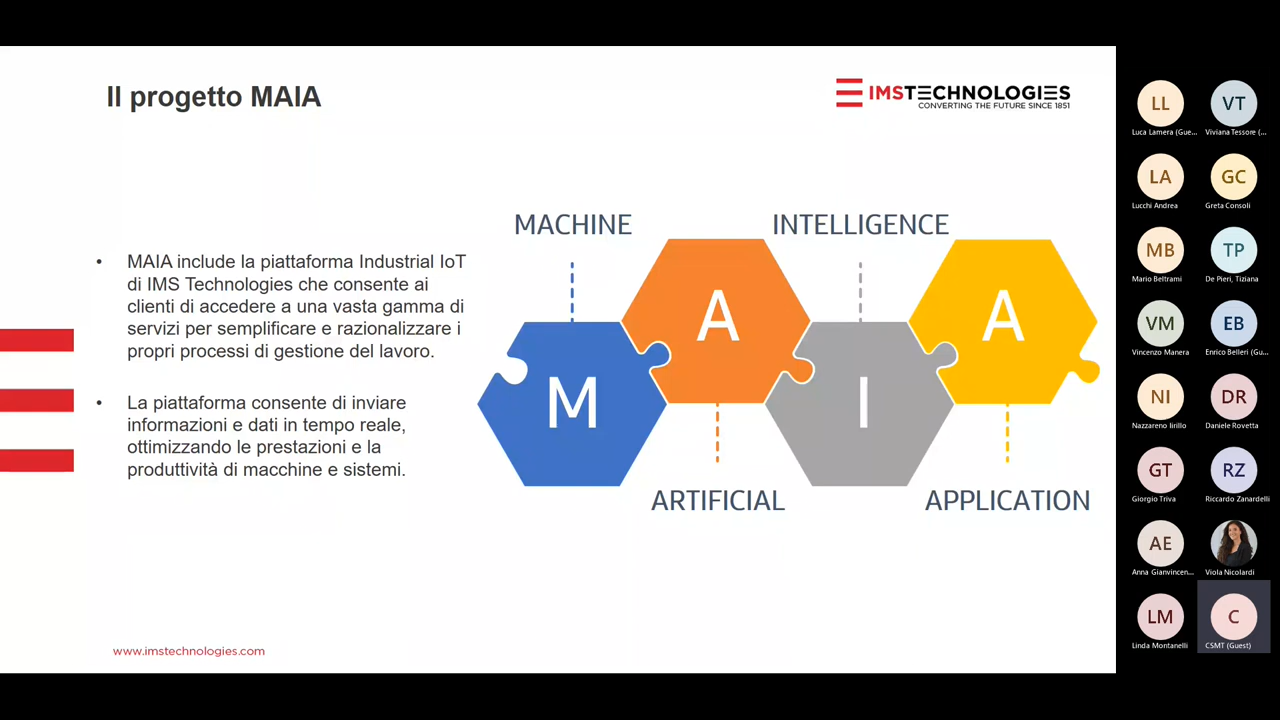 Il progetto MAIA
IMSTECHNOLOGIES
CONVERTING THE FUTURE SINCE 1851
• MAIA include la piattaforma Industrial IoT
di IMS Technologies che consente ai
clienti di accedere a una vasta gamma di
servizi per semplificare e razionalizzare i
propri processi di gestione del lavoro.
• La piattaforma consente di inviare
informazioni e dati in tempo reale,
ottimizzando le prestazioni e la
produttività di macchine e sistemi.
MACHINE
INTELLIGENCE
M
A
I
A
ARTIFICIAL
APPLICATION
www.imstechnologies.com
LL
VT
Luca Lamera (Gue...
Viviana Tessore (...
LA
GC
Lucchi Andrea
Greta Consoli
MB
TP
Mario Beltrami
De Pieri, Tiziana
VM
EB
Vincenzo Manera
Enrico Belleri (Gu...
NI
DR
Nazzareno Iirillo
Daniele Rovetta
GT
RZ
Giorgio Triva
Riccardo Zanardelli
AE
Anna Gianvincen...
Viola Nicolardi
LM
C
Linda Montanelli
CSMT (Guest)